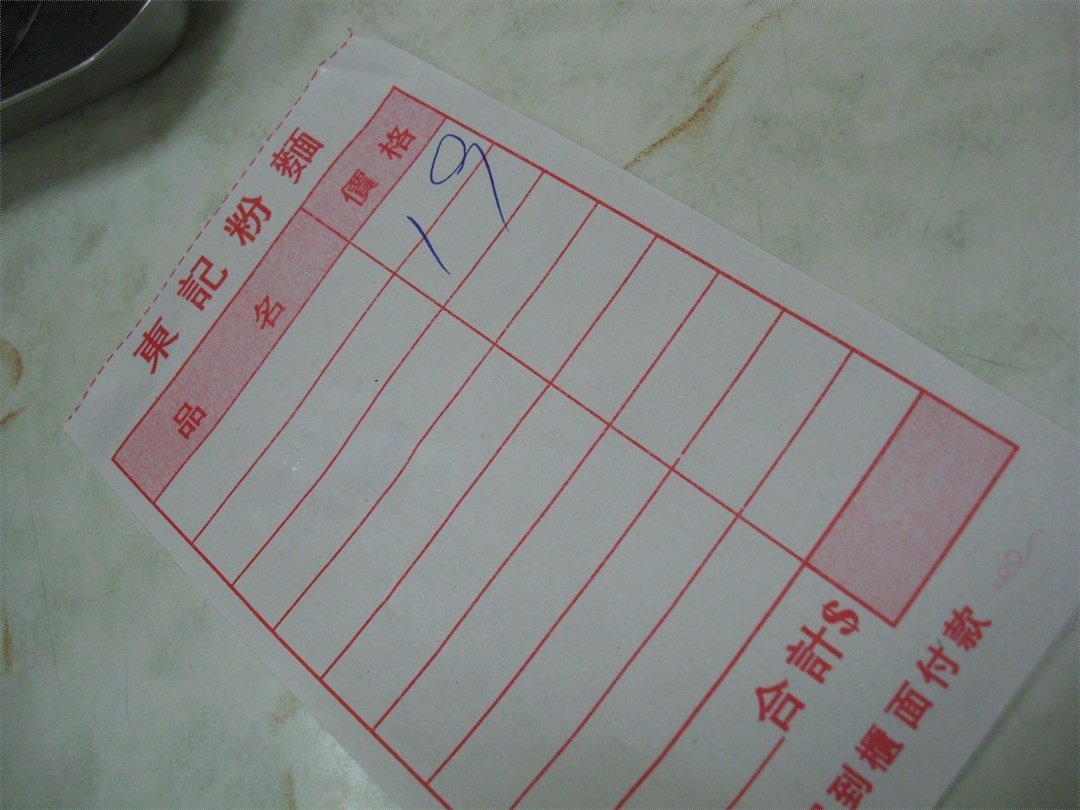 東記粉麵
品名 價格
19
合計$
到櫃面付款